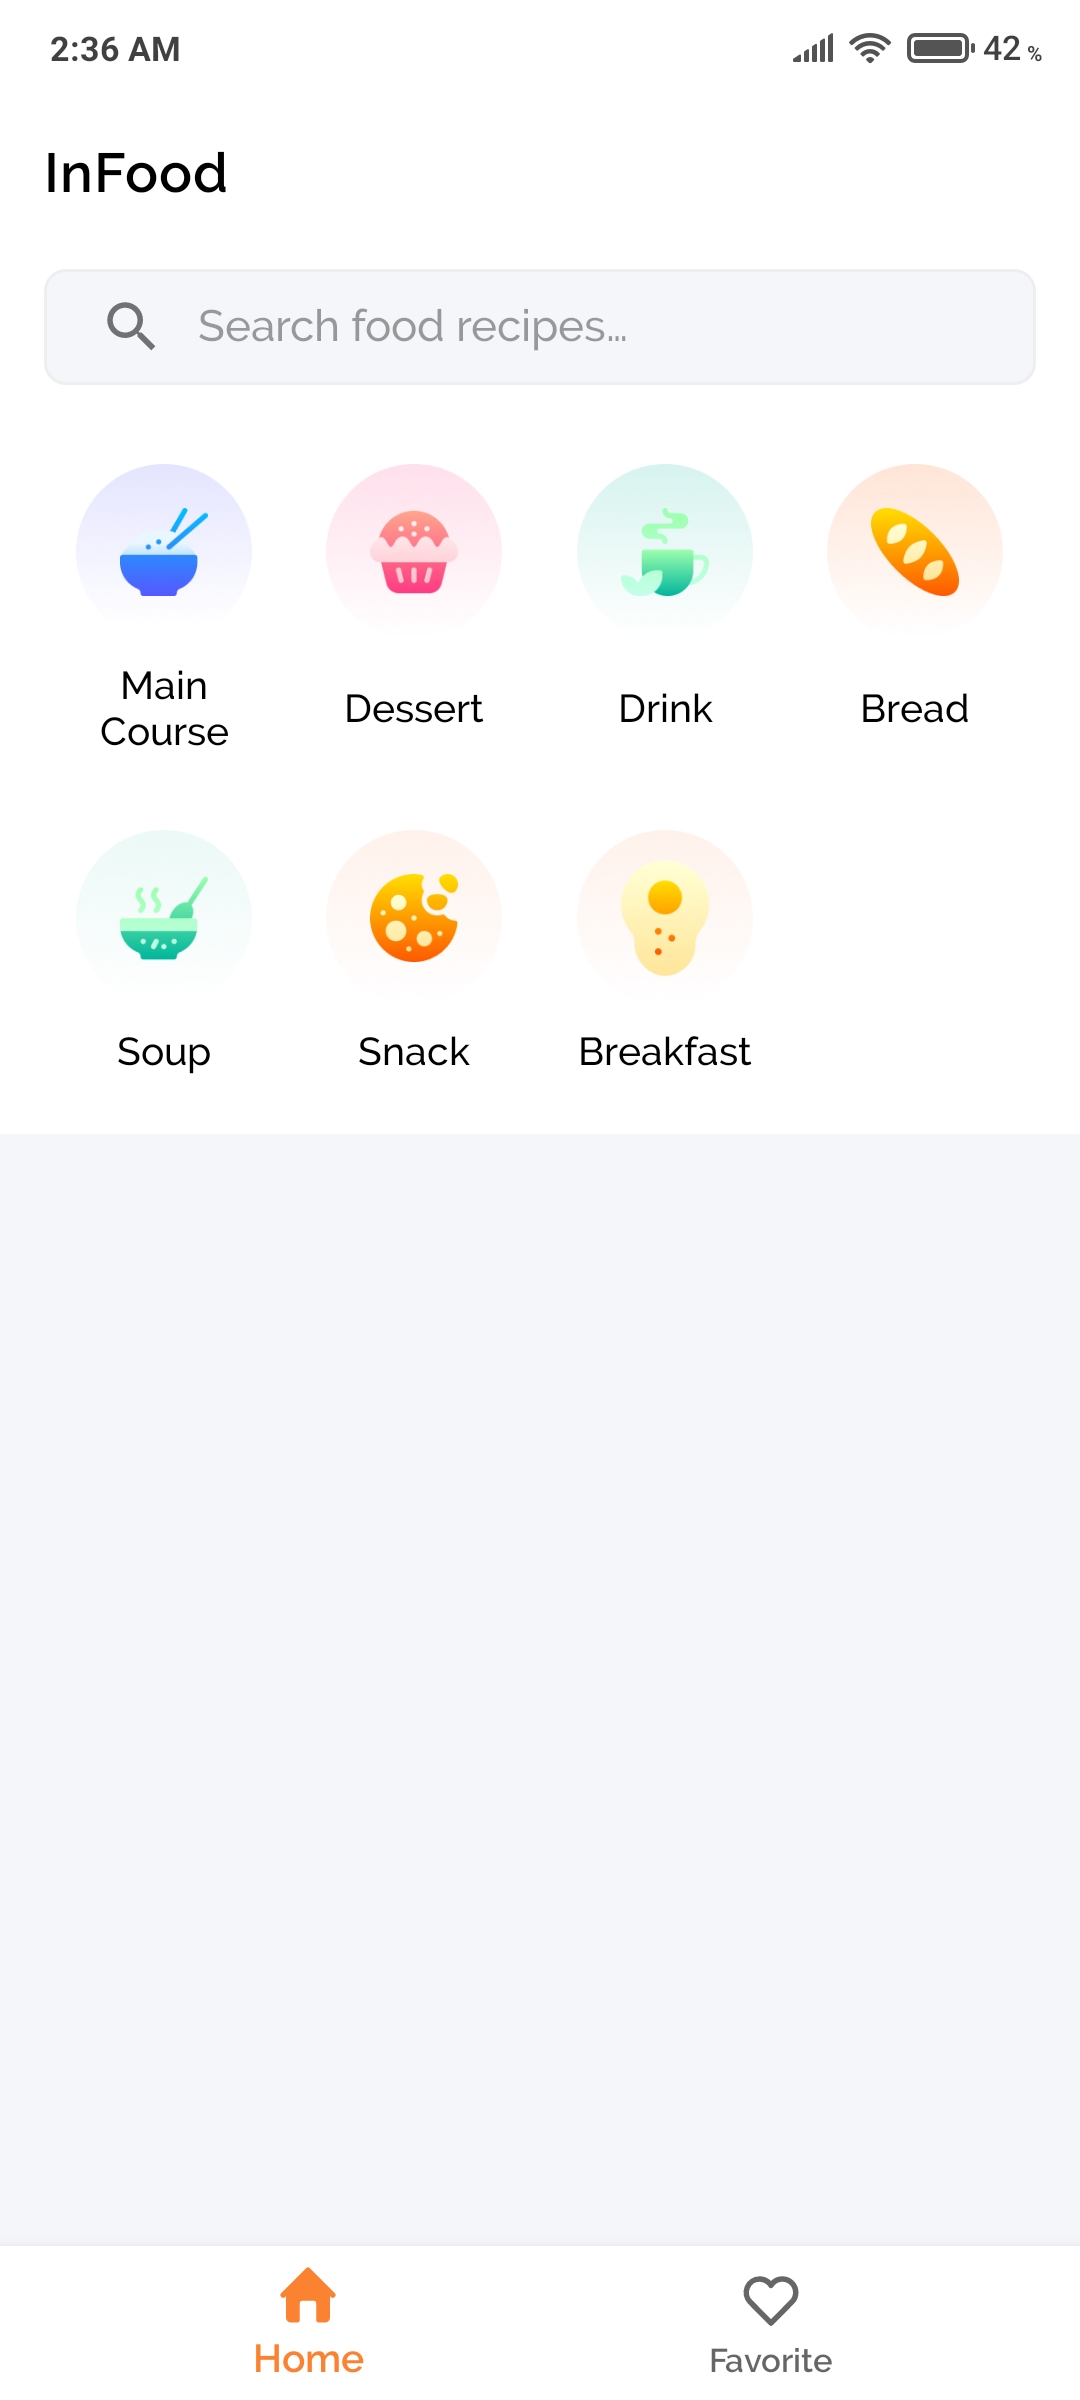 2:36 AM 42 %
InFood
Search food recipes...
Main
Course
Dessert
Drink
Bread
Soup
Snack
Breakfast
Home
Favorite